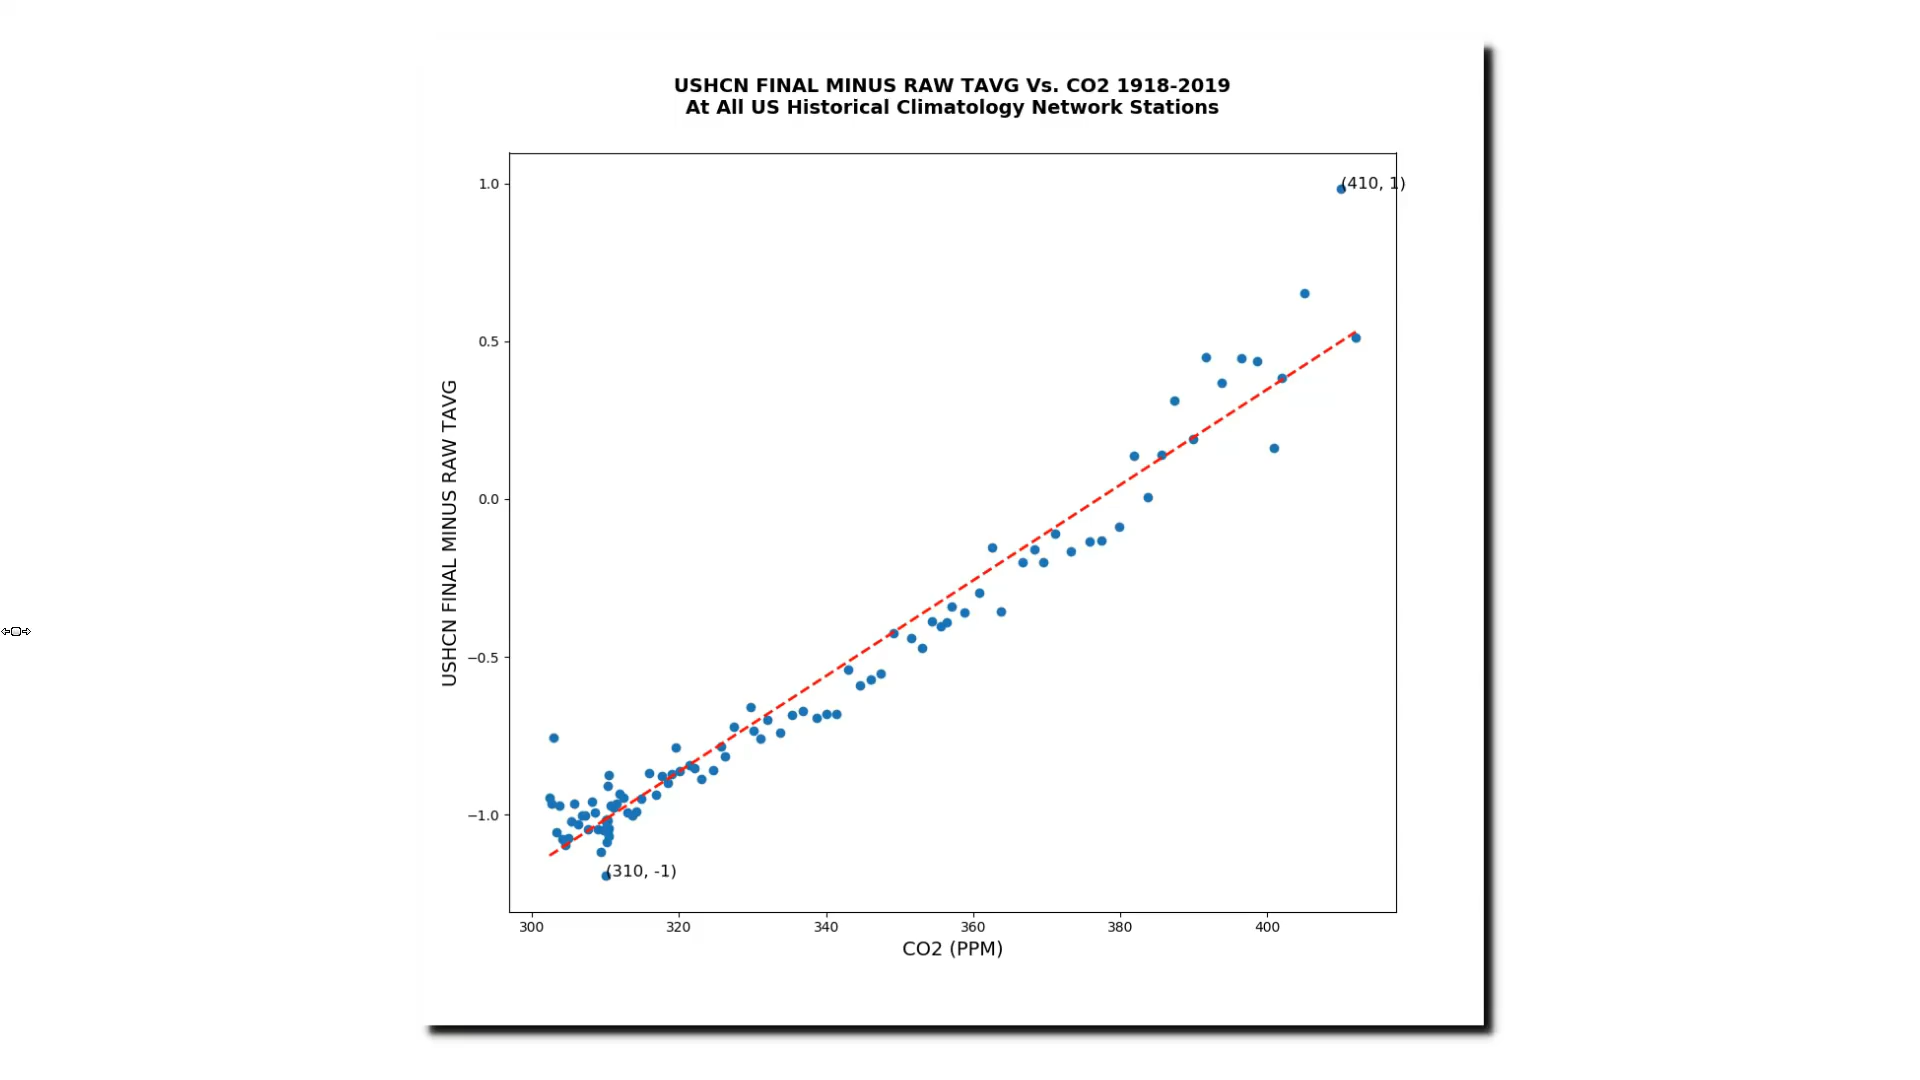 USHCN FINAL MINUS RAW TAVG Vs. CO2 1918-2019
At All US Historical Climatology Network Stations
USHCN FINAL MINUS RAW TAVG
1.0
0.5
0.0
−0.5
−1.0
(410, 1)
(310, -1)
300 320 340 360 380 400
CO2 (PPM)